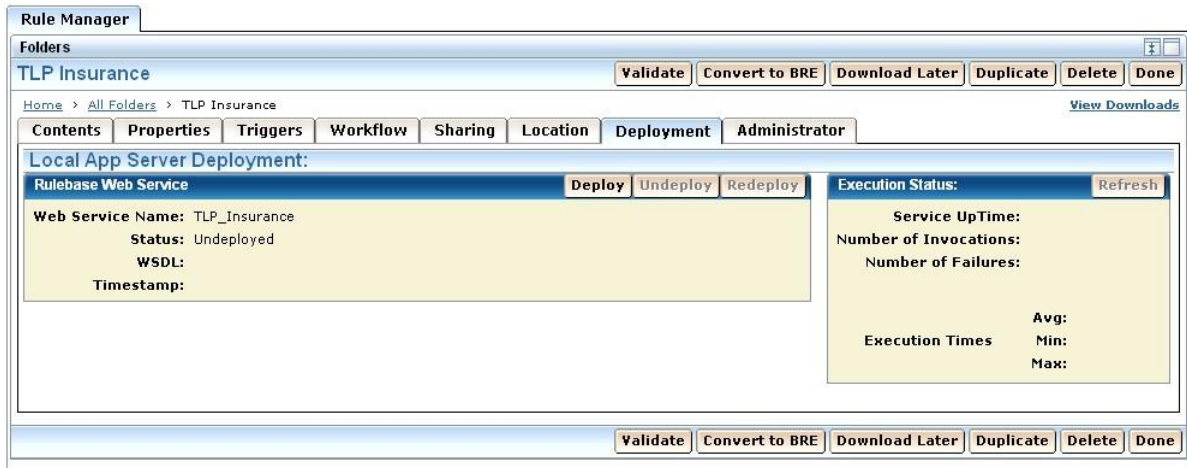 Rule Manager
Folders
TLP Insurance Validate Convert to BRE Download Later Duplicate Delete Done
Home > All Folders > TLP Insurance View Downloads
Contents Properties Triggers Workflow Sharing Location Deployment Administrator
Local App Server Deployment:
Rulebase Web Service Deploy Undeploy Redeploy
Web Service Name: TLP_Insurance
Status: Undeployed
WSDL:
Timestamp:
Execution Status: Refresh
Service UpTime:
Number of Invocations:
Number of Failures:
Avg:
Execution Times Min:
Max:
Validate Convert to BRE Download Later Duplicate Delete Done